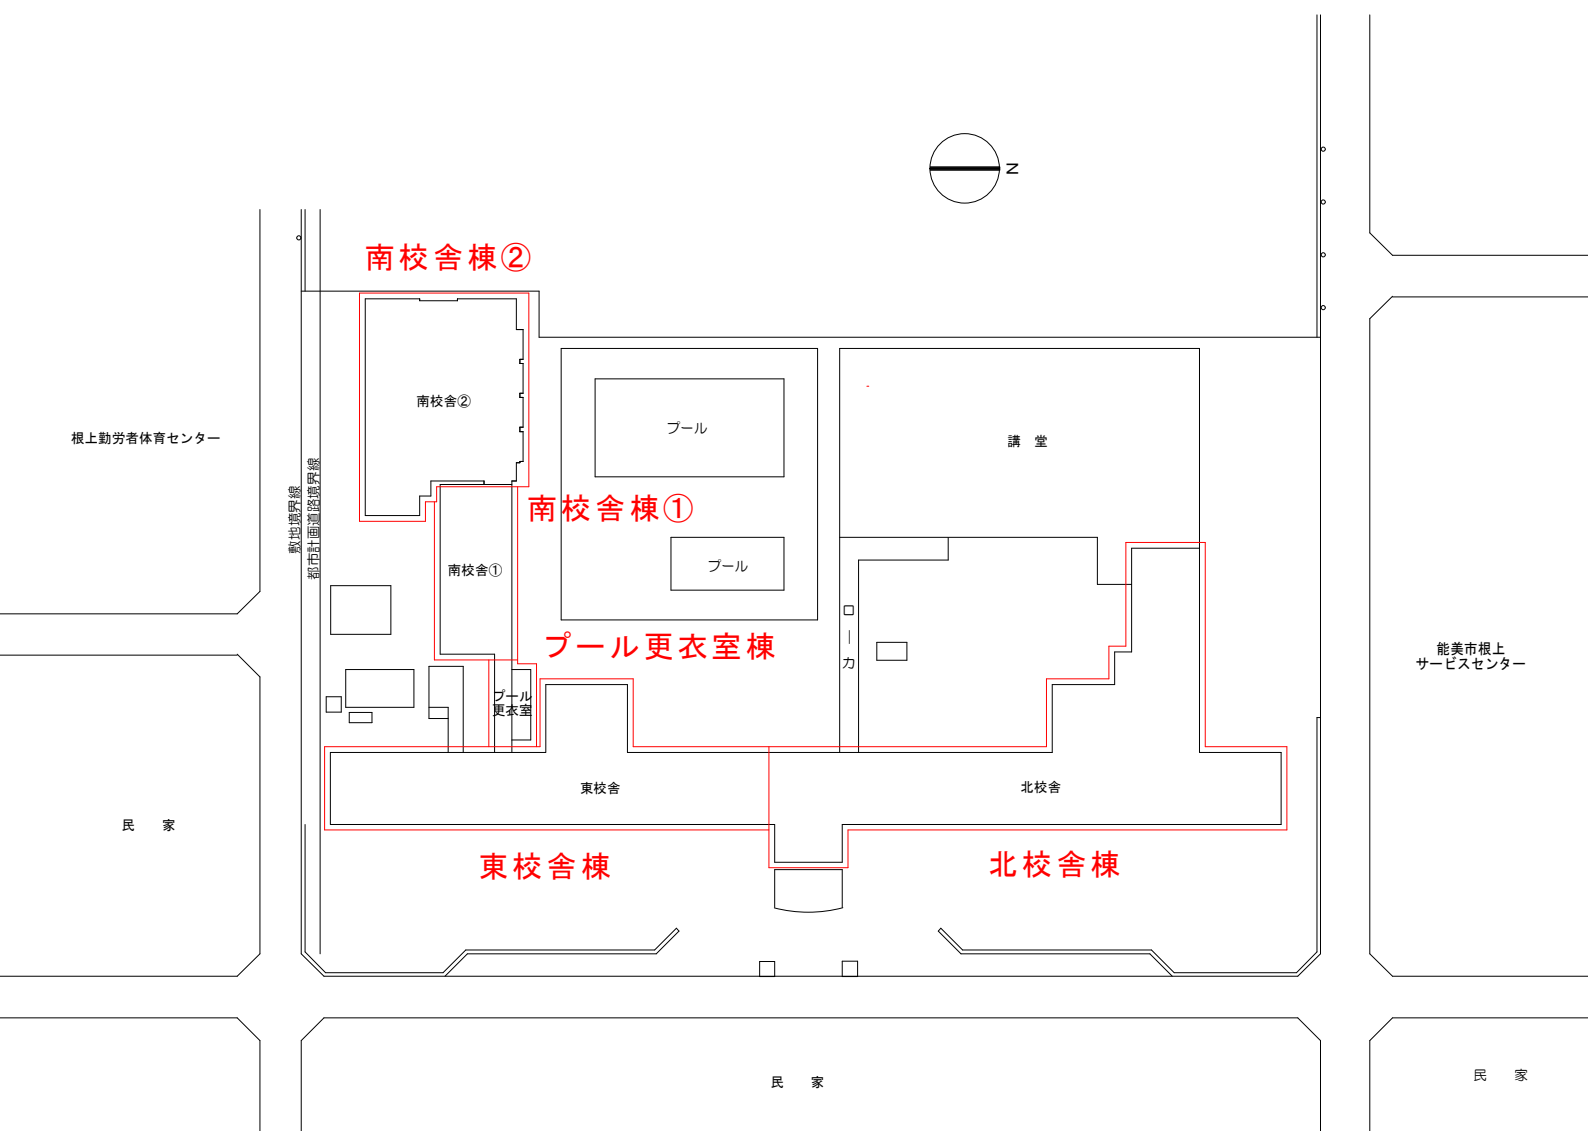 N
南校舎棟②
南校舎②
プール
講　堂
根上勤労者体育センター
敷地境界線
都市計画道路境界線
南校舎棟①
南校舎①
プール
プール更衣室棟
ローカ
能美市根上
サービスセンター
プール
更衣室
東校舎
北校舎
民　家
東校舎棟
北校舎棟
民　家
民　家